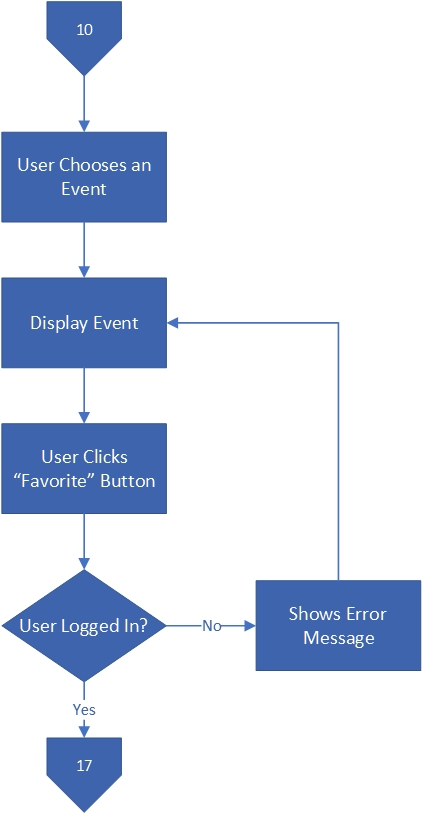 10
User Chooses an
Event
Display Event
User Clicks
“Favorite” Button
User Logged In?
No
Shows Error
Message
Yes
17